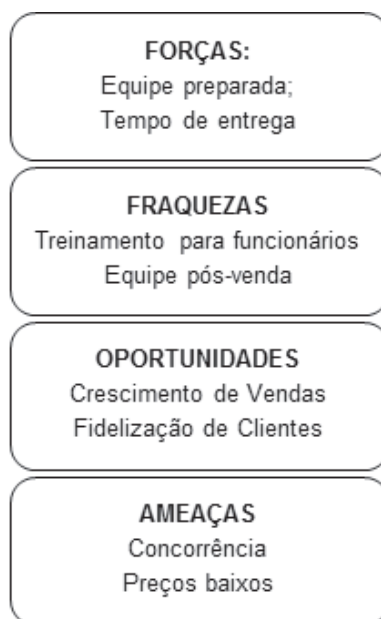 FORÇAS:
Equipe preparada;
Tempo de entrega
FRAQUEZAS
Treinamento para funcionários
Equipe pós-venda
OPORTUNIDADES
Crescimento de Vendas
Fidelização de Clientes
AMEAÇAS
Concorrência
Preços baixos